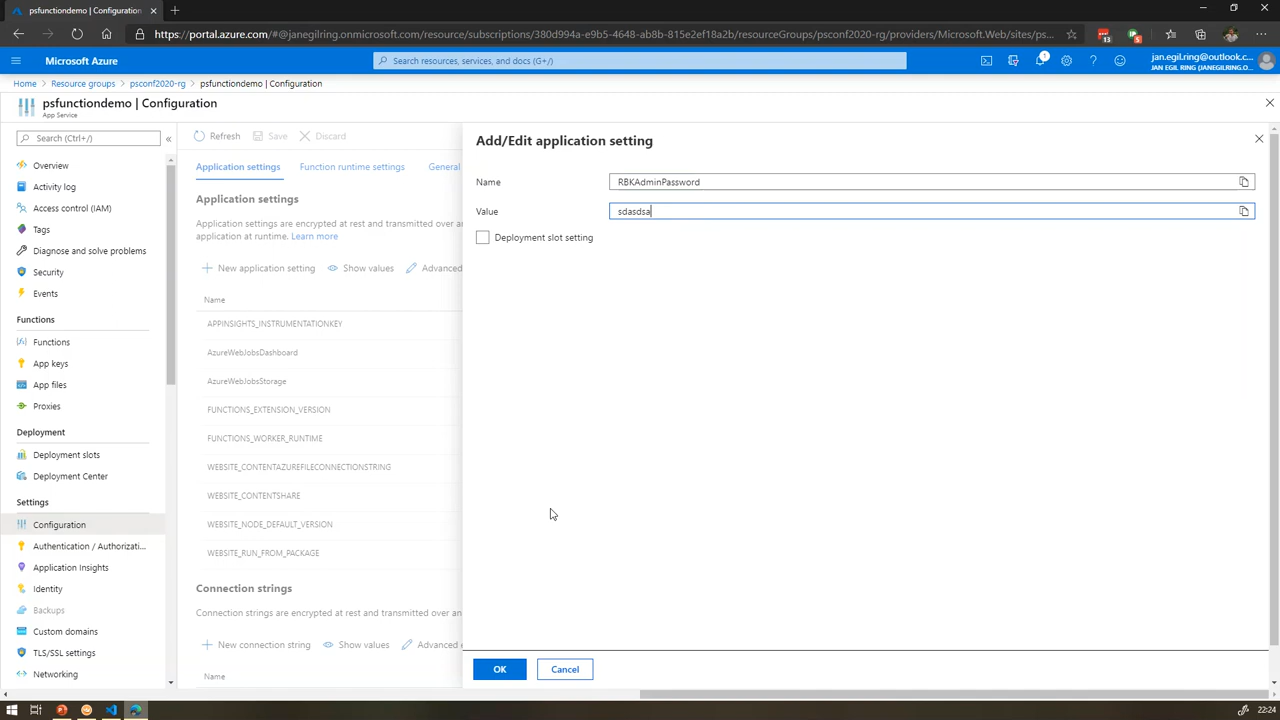 psfunctiondemo | Configuration
https://portal.azure.com/#@janegilring.onmicrosoft.com/resource/subscriptions/380d994a-e9b5-4648-ab8b-815e2ef18a2b/resourceGroups/psconf2020-rg/providers/Microsoft.Web/sites/ps...
13
5
Microsoft Azure
Search resources, services, and docs (G+/)
1
jan.egil.ring@outlook.c...
JAN EGIL RING (JANEGILRING.O...
Home > Resource groups > psconf2020-rg > psfunctiondemo | Configuration
psfunctiondemo | Configuration
App Service
Search (Ctrl+/)
«
Overview
Activity log
Access control (IAM)
Tags
Diagnose and solve problems
Security
Events
Functions
Functions
App keys
App files
Proxies
Deployment
Deployment slots
Deployment Center
Settings
Configuration
Authentication / Authorizati...
Application Insights
Identity
Backups
Custom domains
TLS/SSL settings
Networking
Refresh
Save
Discard
Application settings
Function runtime settings
General
Application settings
Application settings are encrypted at rest and transmitted over an
application at runtime. Learn more
New application setting
Show values
Advanced
Name
APPINSIGHTS_INSTRUMENTATIONKEY
AzureWebJobsDashboard
AzureWebJobsStorage
FUNCTIONS_EXTENSION_VERSION
FUNCTIONS_WORKER_RUNTIME
WEBSITE_CONTENTAZUREFILECONNECTIONSTRING
WEBSITE_CONTENTSHARE
WEBSITE_NODE_DEFAULT_VERSION
WEBSITE_RUN_FROM_PACKAGE
Connection strings
Connection strings are encrypted at rest and transmitted over an
New connection string
Show values
Advanced
Name
Add/Edit application setting
Name
RBKAdminPassword
Value
sdasdsa
Deployment slot setting
OK
Cancel
22:24